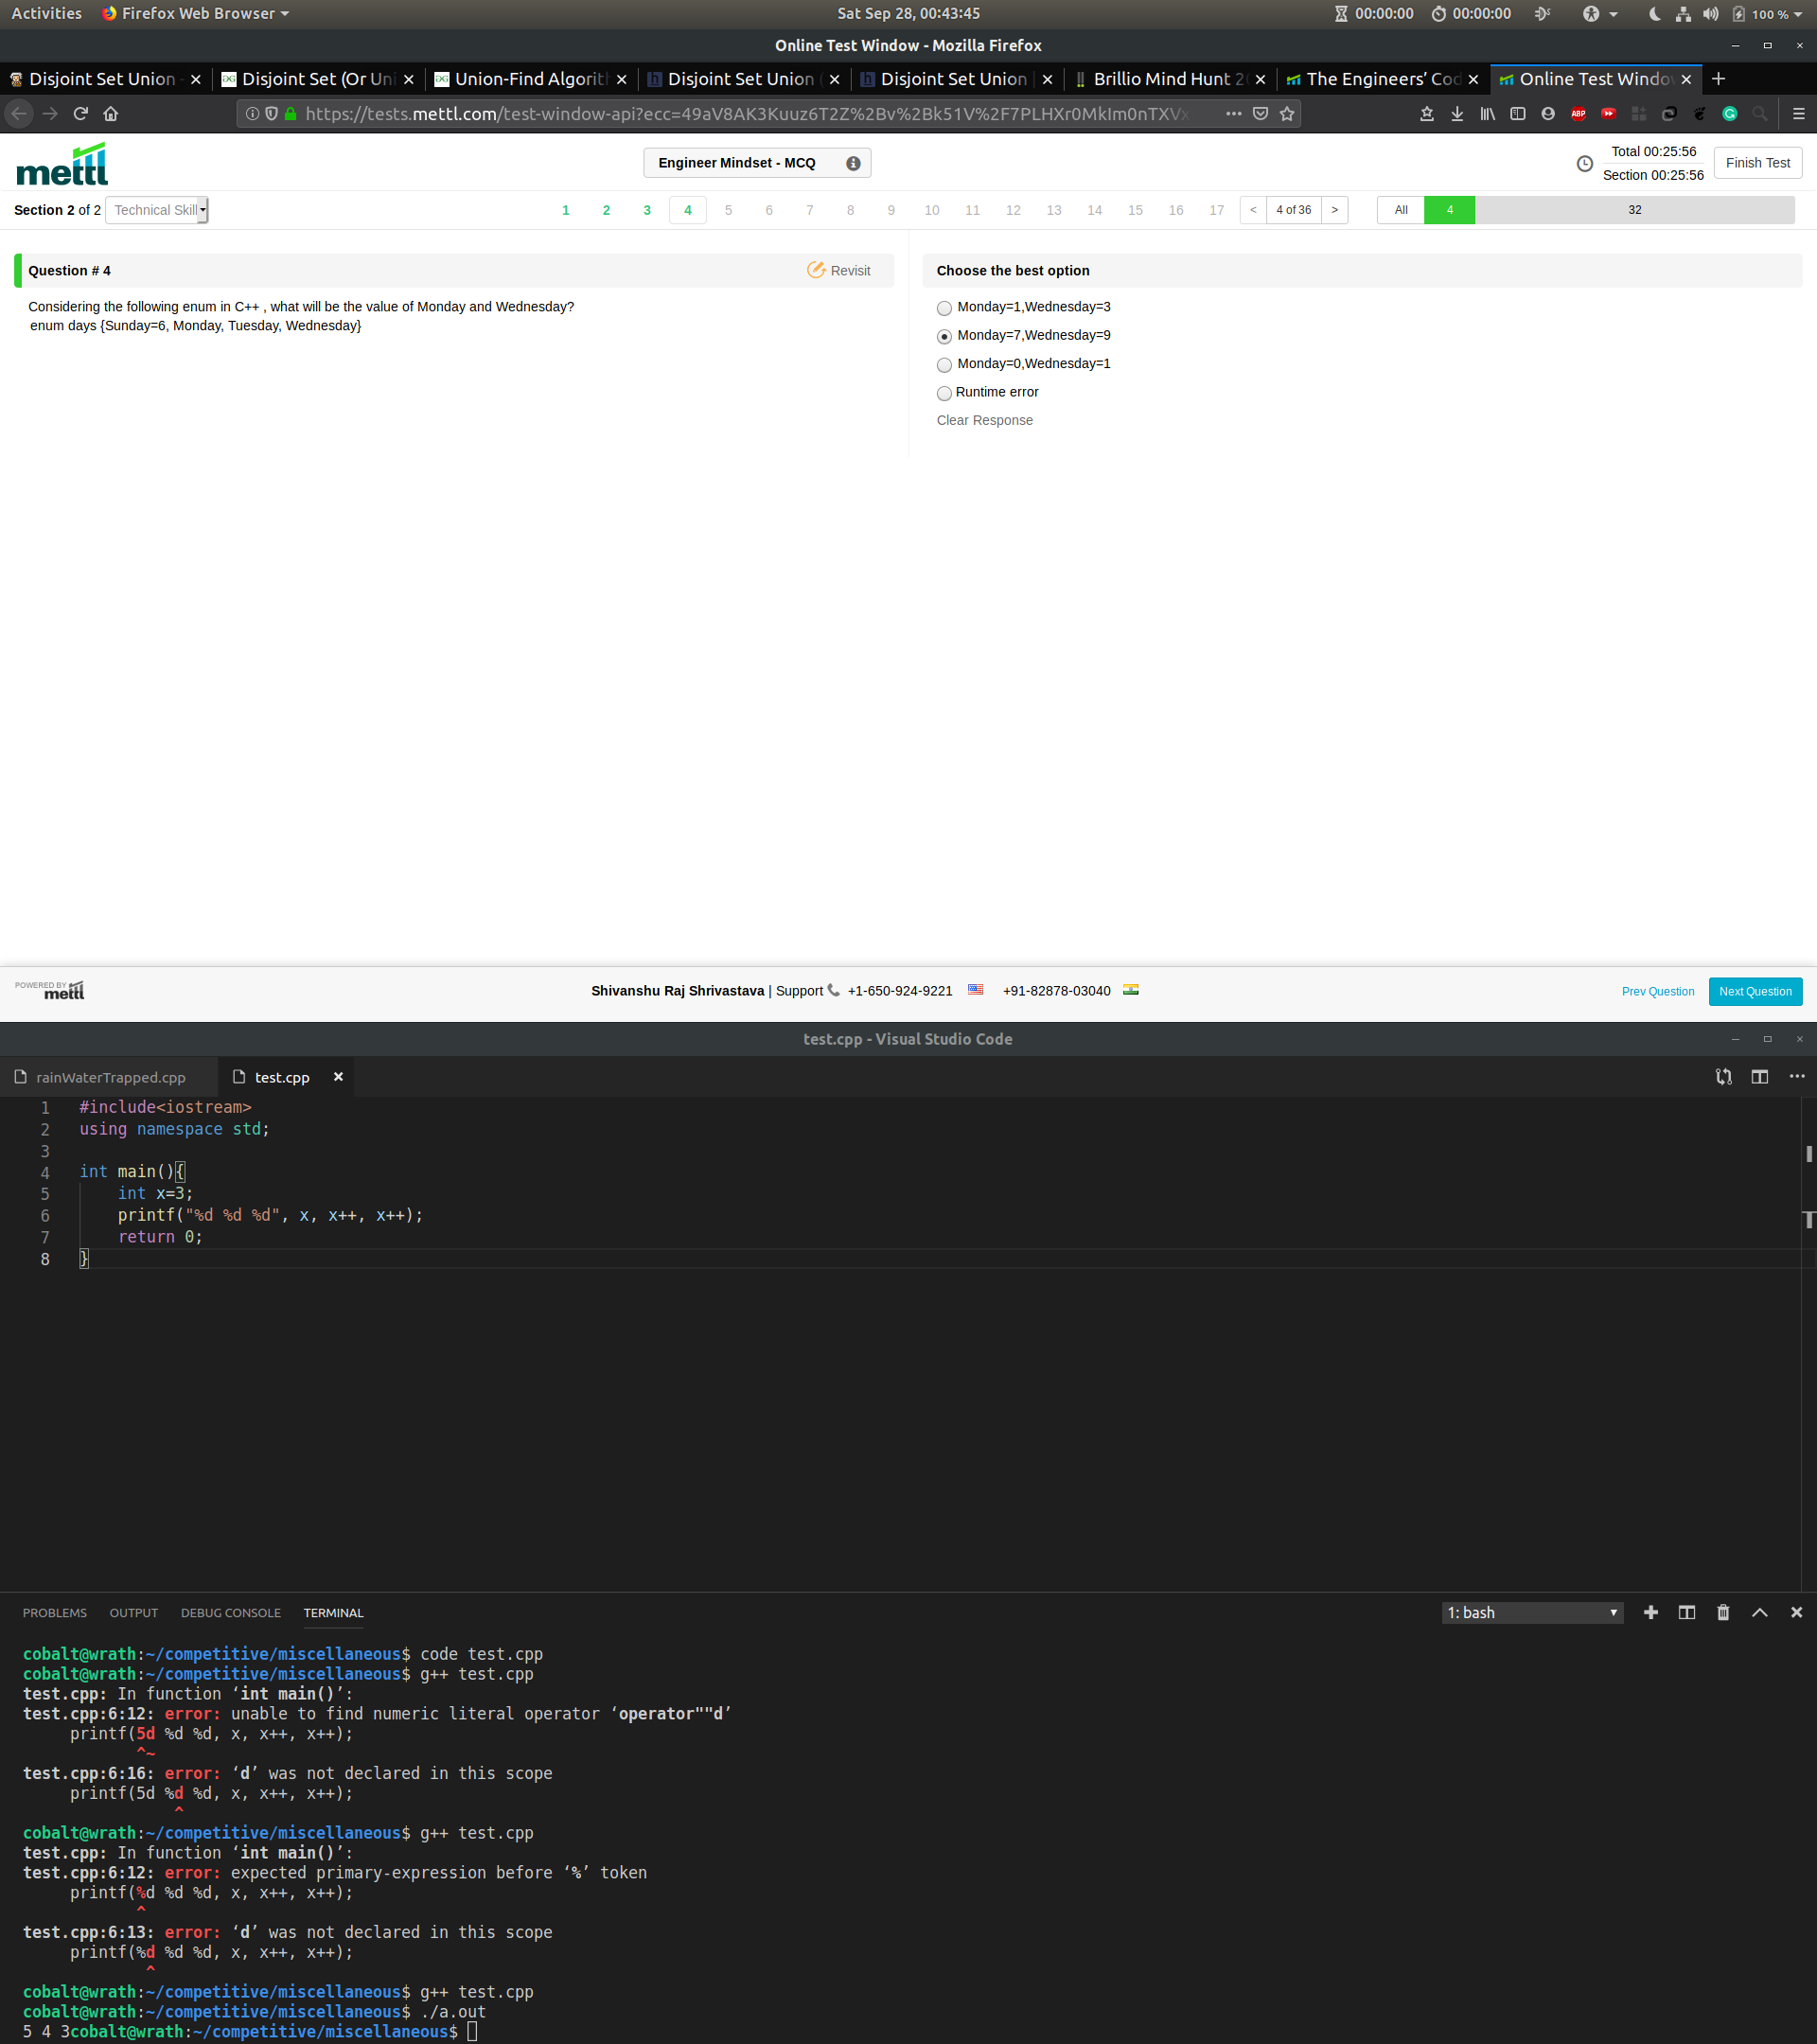 Activities Firefox Web Browser Sat Sep 28, 00:43:45 00:00:00 00:00:00 100 %
Online Test Window - Mozilla Firefox
Disjoint Set Union - Disjoint Set (Or Uni Union-Find Algorith Disjoint Set Union ( Disjoint Set Union | Brillio Mind Hunt 20 The Engineers’ Cod Online Test Window
https://tests.mettl.com/test-window-api?ecc=49aV8AK3Kuuz6T2Z%2Bv%2Bk51V%2F7PLHXr0MkIm0nTXVx ABP
mettl Engineer Mindset - MCQ Total 00:25:56 Finish Test
Section 00:25:56
Section 2 of 2 Technical Skill 1 2 3 4 5 6 7 8 9 10 11 12 13 14 15 16 17 < 4 of 36 > All 4 32
Question # 4 Revisit Choose the best option
Considering the following enum in C++ , what will be the value of Monday and Wednesday?
enum days {Sunday=6, Monday, Tuesday, Wednesday}
Monday=1,Wednesday=3
Monday=7,Wednesday=9
Monday=0,Wednesday=1
Runtime error
Clear Response
POWERED BY mettl Shivanshu Raj Shrivastava | Support +1-650-924-9221 +91-82878-03040 Prev Question Next Question
test.cpp - Visual Studio Code
rainWaterTrapped.cpp test.cpp
1 #include<iostream>
2 using namespace std;
3
4 int main(){
5 int x=3;
6 printf("%d %d %d", x, x++, x++);
7 return 0;
8 }
PROBLEMS OUTPUT DEBUG CONSOLE TERMINAL 1: bash
cobalt@wrath:~/competitive/miscellaneous$ code test.cpp
cobalt@wrath:~/competitive/miscellaneous$ g++ test.cpp
test.cpp: In function ‘int main()’:
test.cpp:6:12: error: unable to find numeric literal operator ‘operator""d’
printf(5d %d %d, x, x++, x++);
^~
test.cpp:6:16: error: ‘d’ was not declared in this scope
printf(5d %d %d, x, x++, x++);
^
cobalt@wrath:~/competitive/miscellaneous$ g++ test.cpp
test.cpp: In function ‘int main()’:
test.cpp:6:12: error: expected primary-expression before ‘%’ token
printf(%d %d %d, x, x++, x++);
^
test.cpp:6:13: error: ‘d’ was not declared in this scope
printf(%d %d %d, x, x++, x++);
^
cobalt@wrath:~/competitive/miscellaneous$ g++ test.cpp
cobalt@wrath:~/competitive/miscellaneous$ ./a.out
5 4 3cobalt@wrath:~/competitive/miscellaneous$